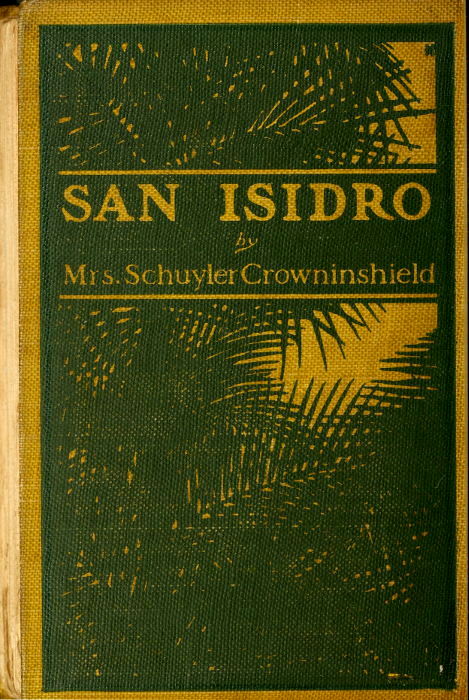 SAN ISIDRO
by
Mrs. Schuyler Crowninshield